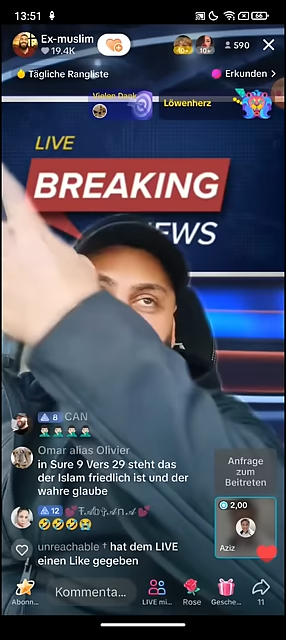 13:51
66
Ex-muslim
19.4K
10+
10+
590
Tägliche Rangliste
Erkunden
Vielen Dank
Löwenherz
LIVE
BREAKING
NEWS
8 CAN
Omar alias Olivier
in Sure 9 Vers 29 steht das
der Islam friedlich ist und der
wahre glaube
12
unreachable † hat dem LIVE
einen Like gegeben
Anfrage
zum
Beitreten
2,00
Aziz
Abonn...
Kommenta...
LIVE mi...
Rose
Gesche...
11